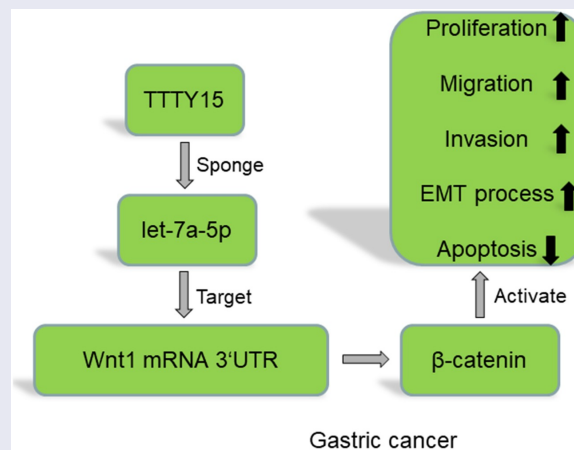 TTTY15
Sponge
let-7a-5p
Target
Wnt1 mRNA 3‘UTR
β-catenin
Activate
Proliferation
Migration
Invasion
EMT process
Apoptosis
Gastric cancer